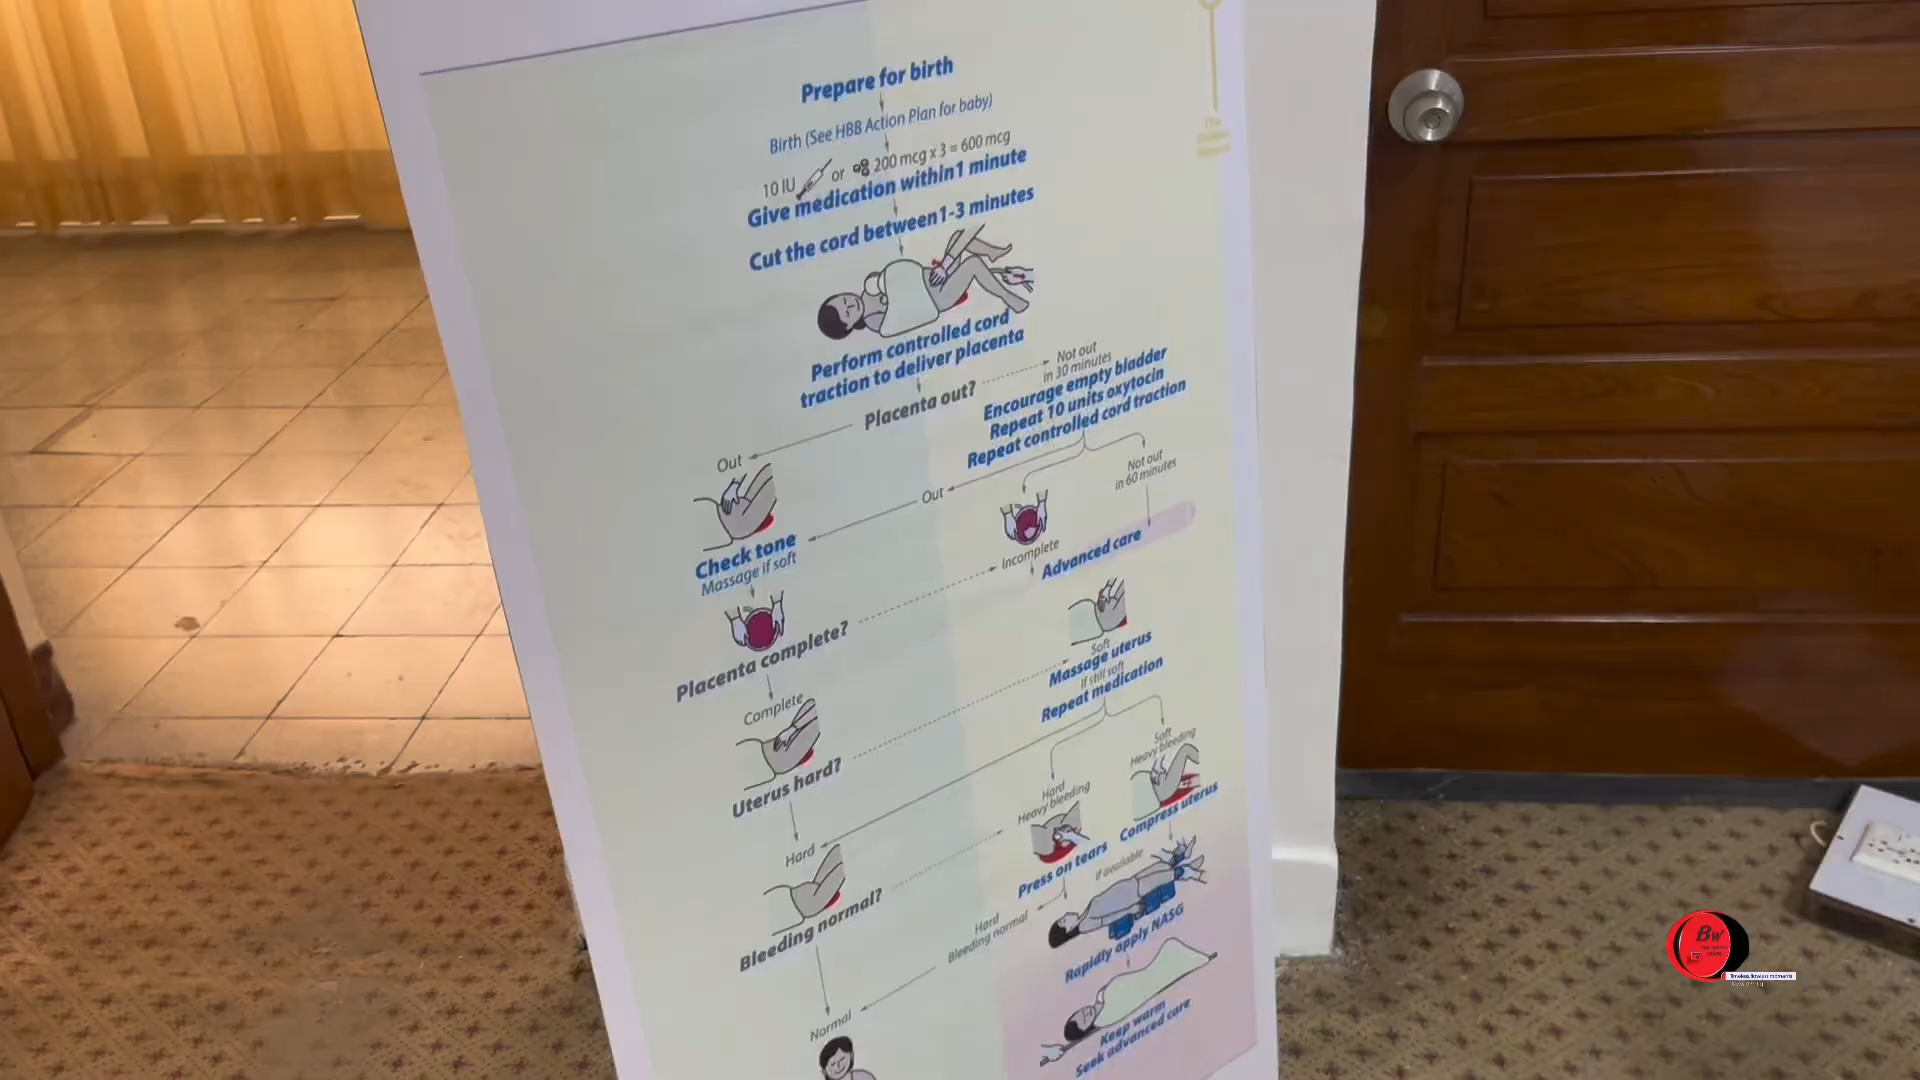 Prepare for birth
Birth (See HBB Action Plan for baby)
10 IU or 200 mcg x 3 = 600 mcg
Give medication within 1 minute
Cut the cord between 1-3 minutes
Perform controlled cord
traction to deliver placenta
Placenta out?
Not out
in 30 minutes
Encourage empty bladder
Repeat 10 units oxytocin
Repeat controlled cord traction
Out
Out
Not out
in 60 minutes
Check tone
Massage if soft
Incomplete
Advanced care
Placenta complete?
Complete
Soft
Massage uterus
If still soft
Repeat medication
Uterus hard?
Hard
Hard
Heavy bleeding
Soft
Heavy bleeding
Press on tears
Compress uterus
Bleeding normal?
if available
Hard
Bleeding normal
Rapidly apply NASG
Normal
Keep warm
Seek advanced care
Bw